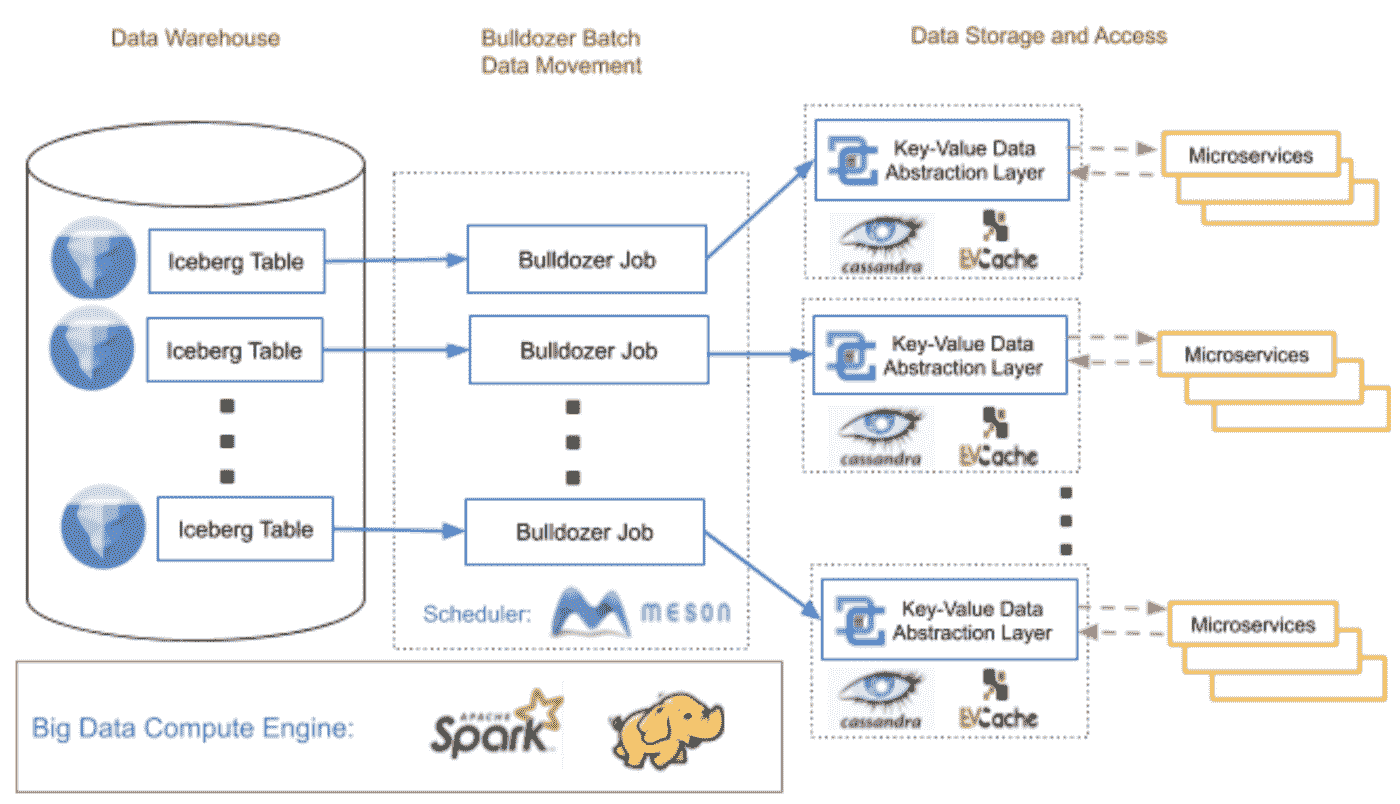 Data Warehouse
Bulldozer Batch
Data Movement
Data Storage and Access
Iceberg Table
Iceberg Table
Iceberg Table
Bulldozer Job
Bulldozer Job
Bulldozer Job
Scheduler:
MESON
Key-Value Data
Abstraction Layer
cassandra
EVCache
Microservices
Key-Value Data
Abstraction Layer
cassandra
EVCache
Microservices
Key-Value Data
Abstraction Layer
cassandra
EVCache
Microservices
Big Data Compute Engine:
APACHE
Spark